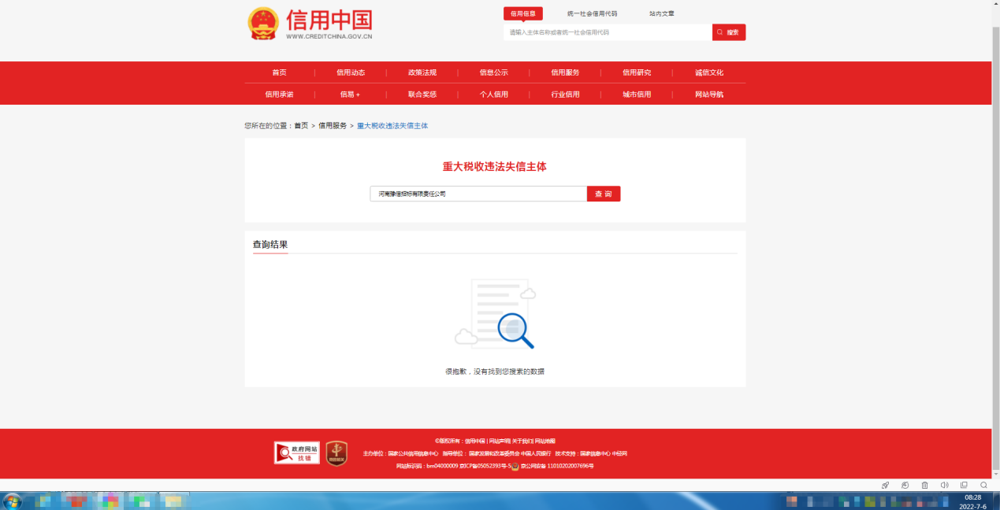 信用中国
WWW.CREDITCHINA.GOV.CN
信用信息 统一社会信用代码 站内文章
请输入主体名称或者统一社会信用代码 搜索
首页 | 信用动态 | 政策法规 | 信息公示 | 信用服务 | 信用研究 | 诚信文化
信用承诺 | 信易+ | 联合奖惩 | 个人信用 | 行业信用 | 城市信用 | 网站导航
您所在的位置：首页 > 信用服务 > 重大税收违法失信主体
重大税收违法失信主体
河南豫信招标有限责任公司 查询
查询结果
很抱歉，没有找到您搜索的数据
政府网站
找错
©版权所有：信用中国 | 网站声明| 关于我们| 网站地图
主办单位：国家公共信用信息中心 指导单位：国家发展和改革委员会 中国人民银行 技术支持：国家信息中心 中经网
网站标识码：bm04000009 京ICP备05052393号-5 京公网安备 11010202007696号
08:28
2022-7-6